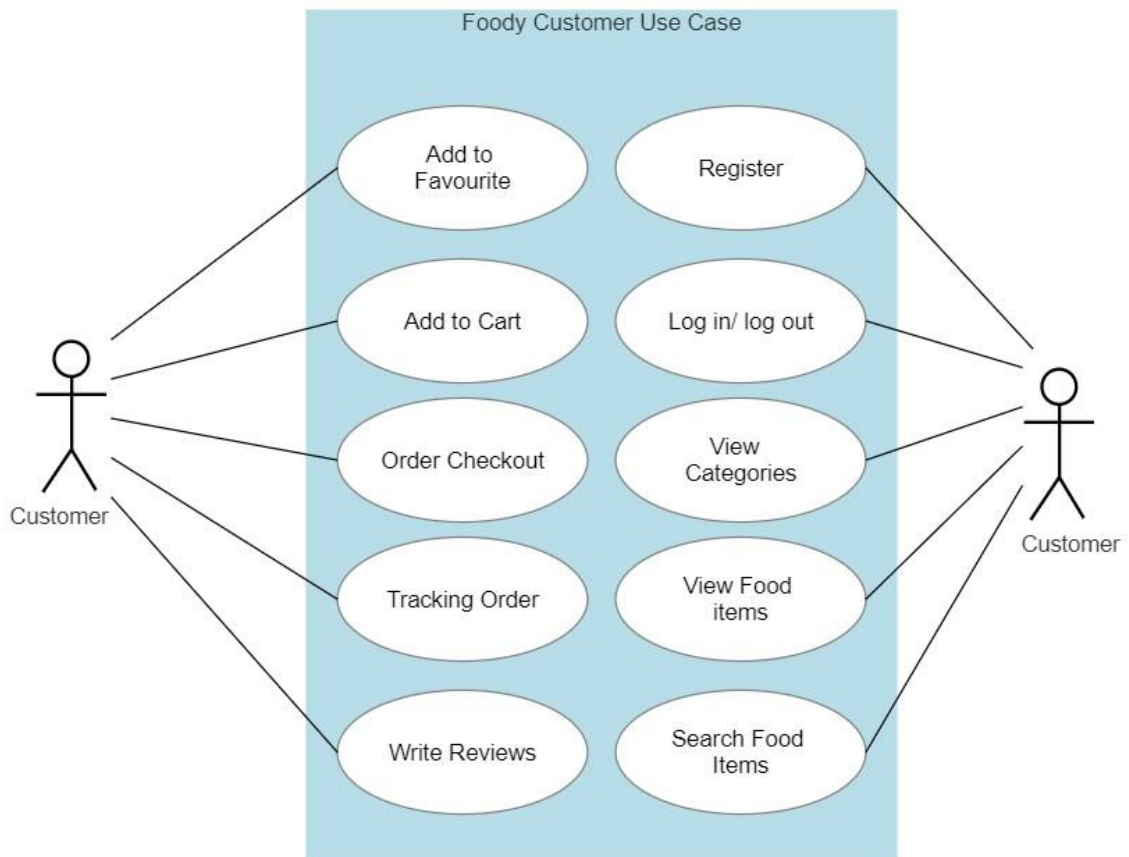 Foody Customer Use Case
Add to
Favourite
Register
Add to Cart
Log in/ log out
Order Checkout
View
Categories
Customer
Customer
Tracking Order
View Food
items
Write Reviews
Search Food
Items